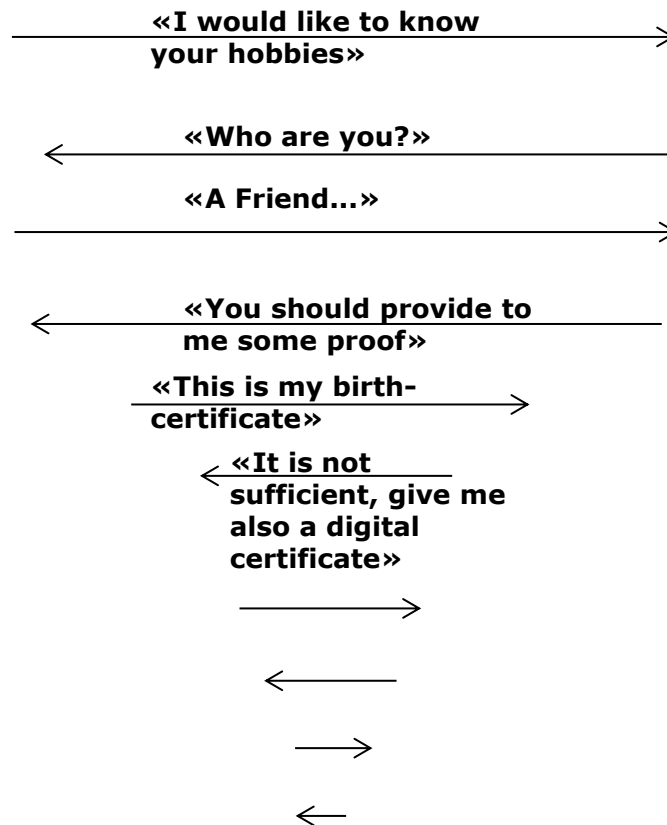 «I would like to know
your hobbies»
«Who are you?»
«A Friend...»
«You should provide to
me some proof»
«This is my birth-
certificate»
«It is not
sufficient, give me
also a digital
certificate»